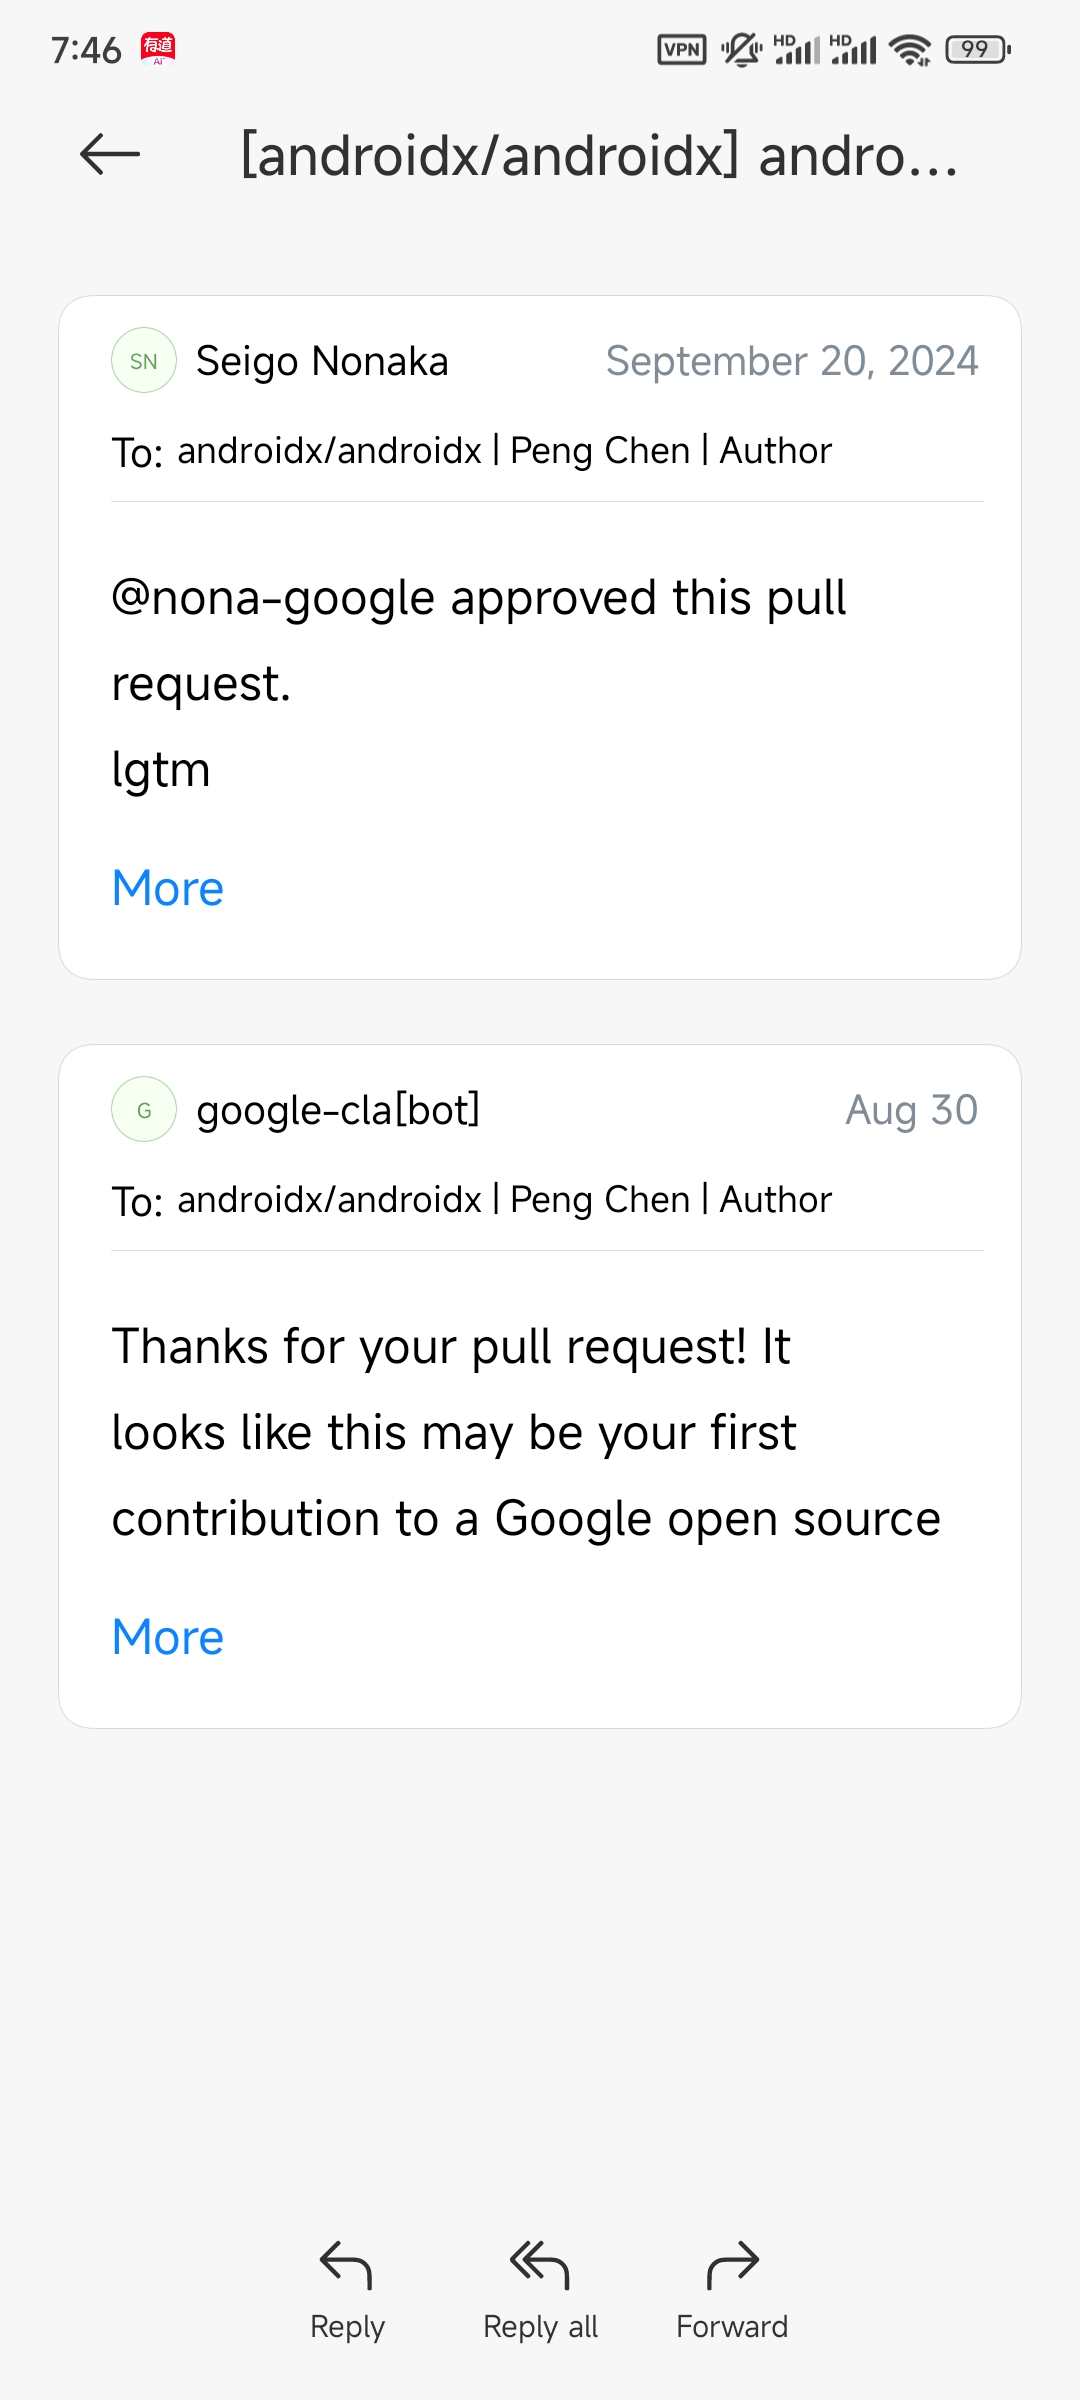 7:46 有道 Ai VPN HD HD 99
[androidx/androidx] andro...
SN Seigo Nonaka September 20, 2024
To: androidx/androidx | Peng Chen | Author
@nona-google approved this pull
request.
lgtm
More
G google-cla[bot] Aug 30
To: androidx/androidx | Peng Chen | Author
Thanks for your pull request! It
looks like this may be your first
contribution to a Google open source
More
Reply Reply all Forward